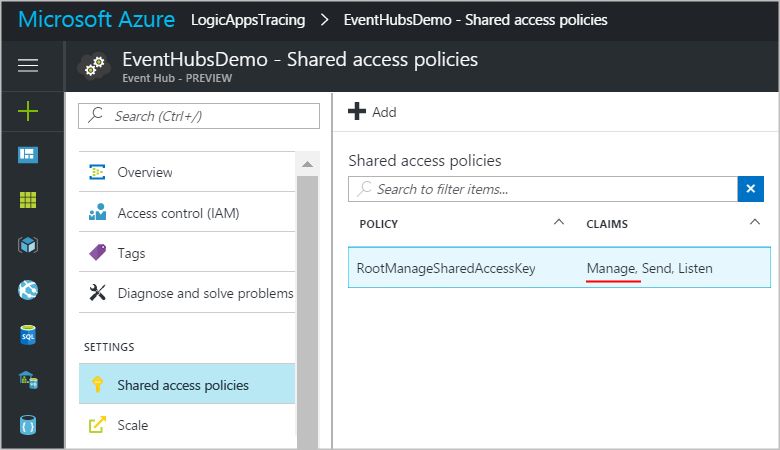 Microsoft Azure LogicAppsTracing > EventHubsDemo - Shared access policies
EventHubsDemo - Shared access policies
Event Hub - PREVIEW
Search (Ctrl+/)
Overview
Access control (IAM)
Tags
Diagnose and solve problems
SETTINGS
Shared access policies
Scale
Add
Shared access policies
Search to filter items...
POLICY CLAIMS
RootManageSharedAccessKey Manage, Send, Listen
SQL